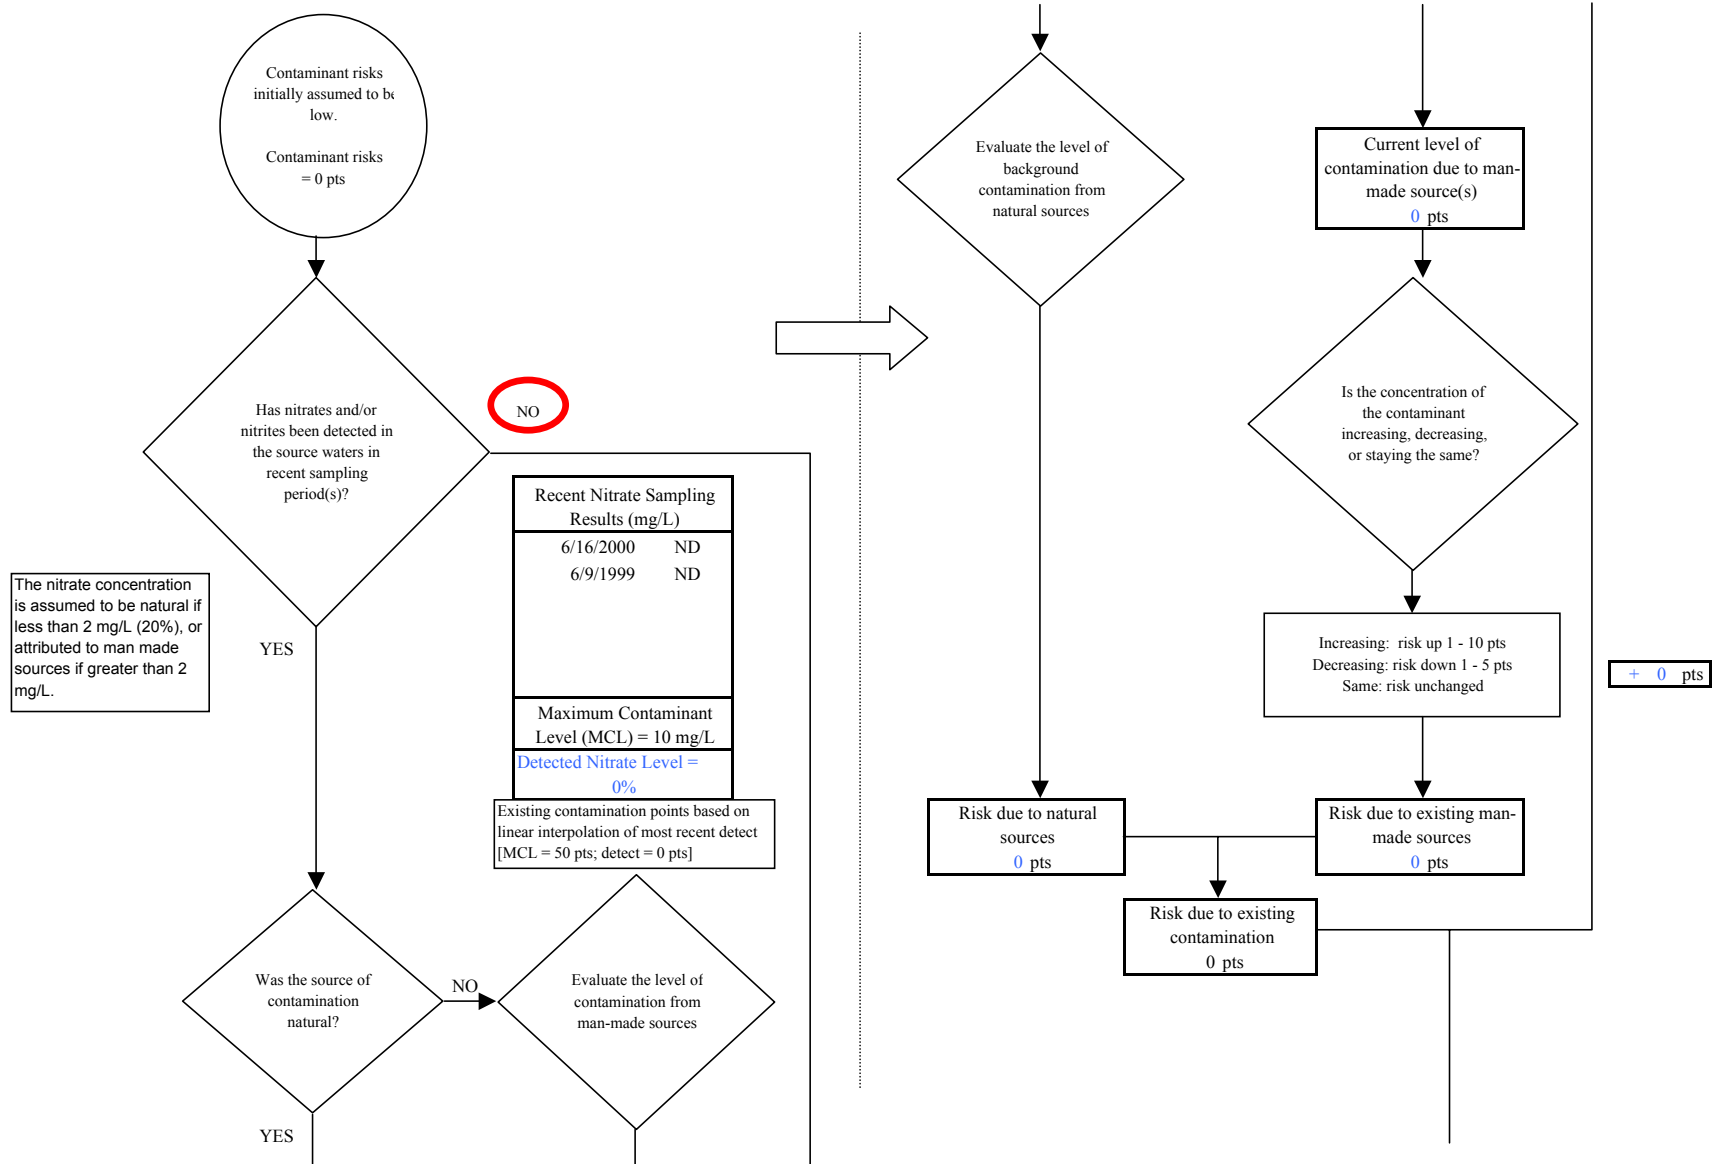 Contaminant risks
initially assumed to be
low.
Contaminant risks
= 0 pts
Has nitrates and/or
nitrites been detected in
the source waters in
recent sampling
period(s)?
NO
Recent Nitrate Sampling
Results (mg/L)
6/16/2000 ND
6/9/1999 ND
Maximum Contaminant
Level (MCL) = 10 mg/L
Detected Nitrate Level =
0%
Existing contamination points based on
linear interpolation of most recent detect
[MCL = 50 pts; detect = 0 pts]
The nitrate concentration
is assumed to be natural if
less than 2 mg/L (20%), or
attributed to man made
sources if greater than 2
mg/L.
YES
Was the source of
contamination
natural?
NO
Evaluate the level of
contamination from
man-made sources
YES
Evaluate the level of
background
contamination from
natural sources
Current level of
contamination due to man-
made source(s)
0 pts
Is the concentration of
the contaminant
increasing, decreasing,
or staying the same?
Increasing: risk up 1 - 10 pts
Decreasing: risk down 1 - 5 pts
Same: risk unchanged
+ 0 pts
Risk due to natural
sources
0 pts
Risk due to existing man-
made sources
0 pts
Risk due to existing
contamination
0 pts